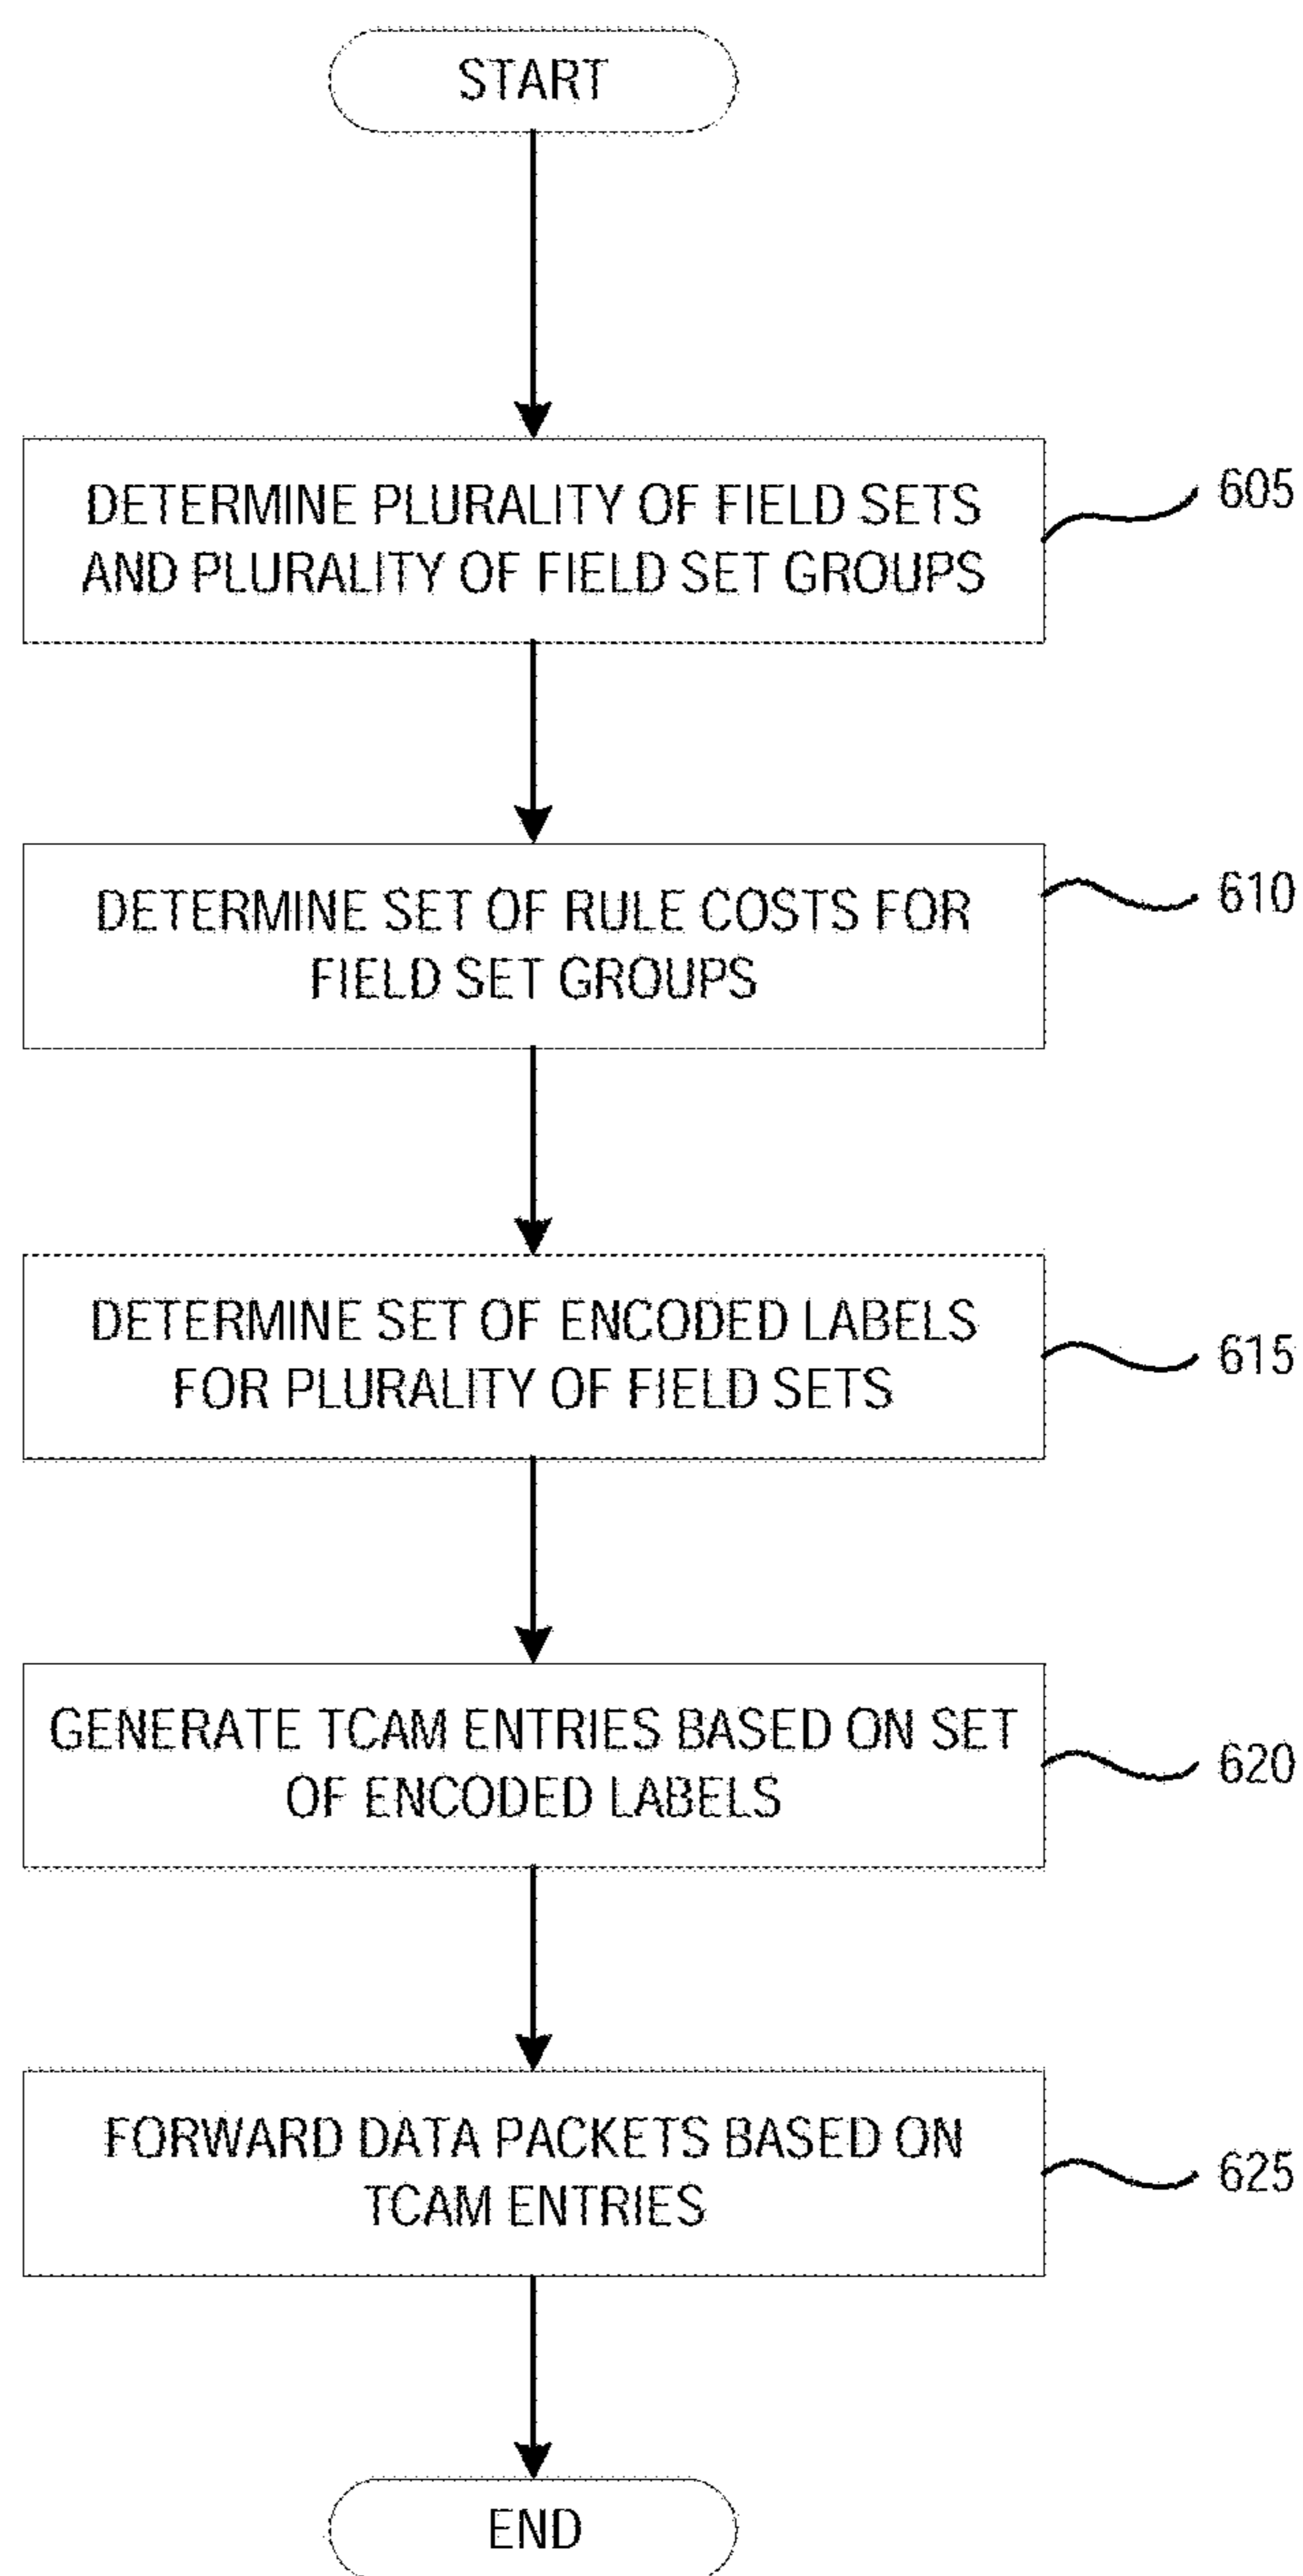 START
DETERMINE PLURALITY OF FIELD SETS
AND PLURALITY OF FIELD SET GROUPS
605
DETERMINE SET OF RULE COSTS FOR
FIELD SET GROUPS
610
DETERMINE SET OF ENCODED LABELS
FOR PLURALITY OF FIELD SETS
615
GENERATE TCAM ENTRIES BASED ON SET
OF ENCODED LABELS
620
FORWARD DATA PACKETS BASED ON
TCAM ENTRIES
625
END